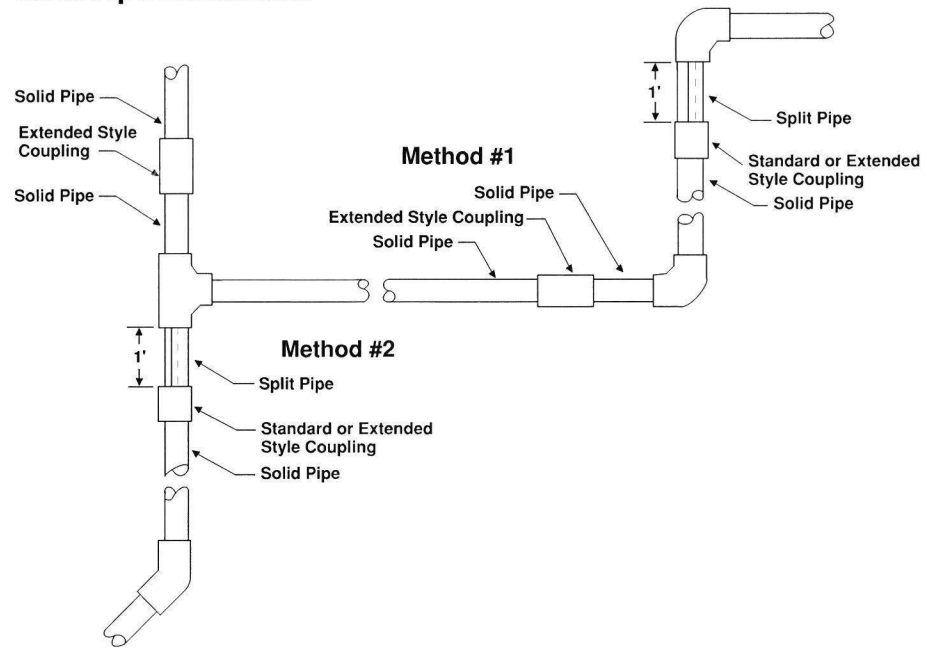 Solid Pipe
Extended Style
Coupling
Solid Pipe
Method #1
Solid Pipe
Extended Style Coupling
Solid Pipe
1'
Split Pipe
Standard or Extended
Style Coupling
Solid Pipe
Method #2
1'
Split Pipe
Standard or Extended
Style Coupling
Solid Pipe